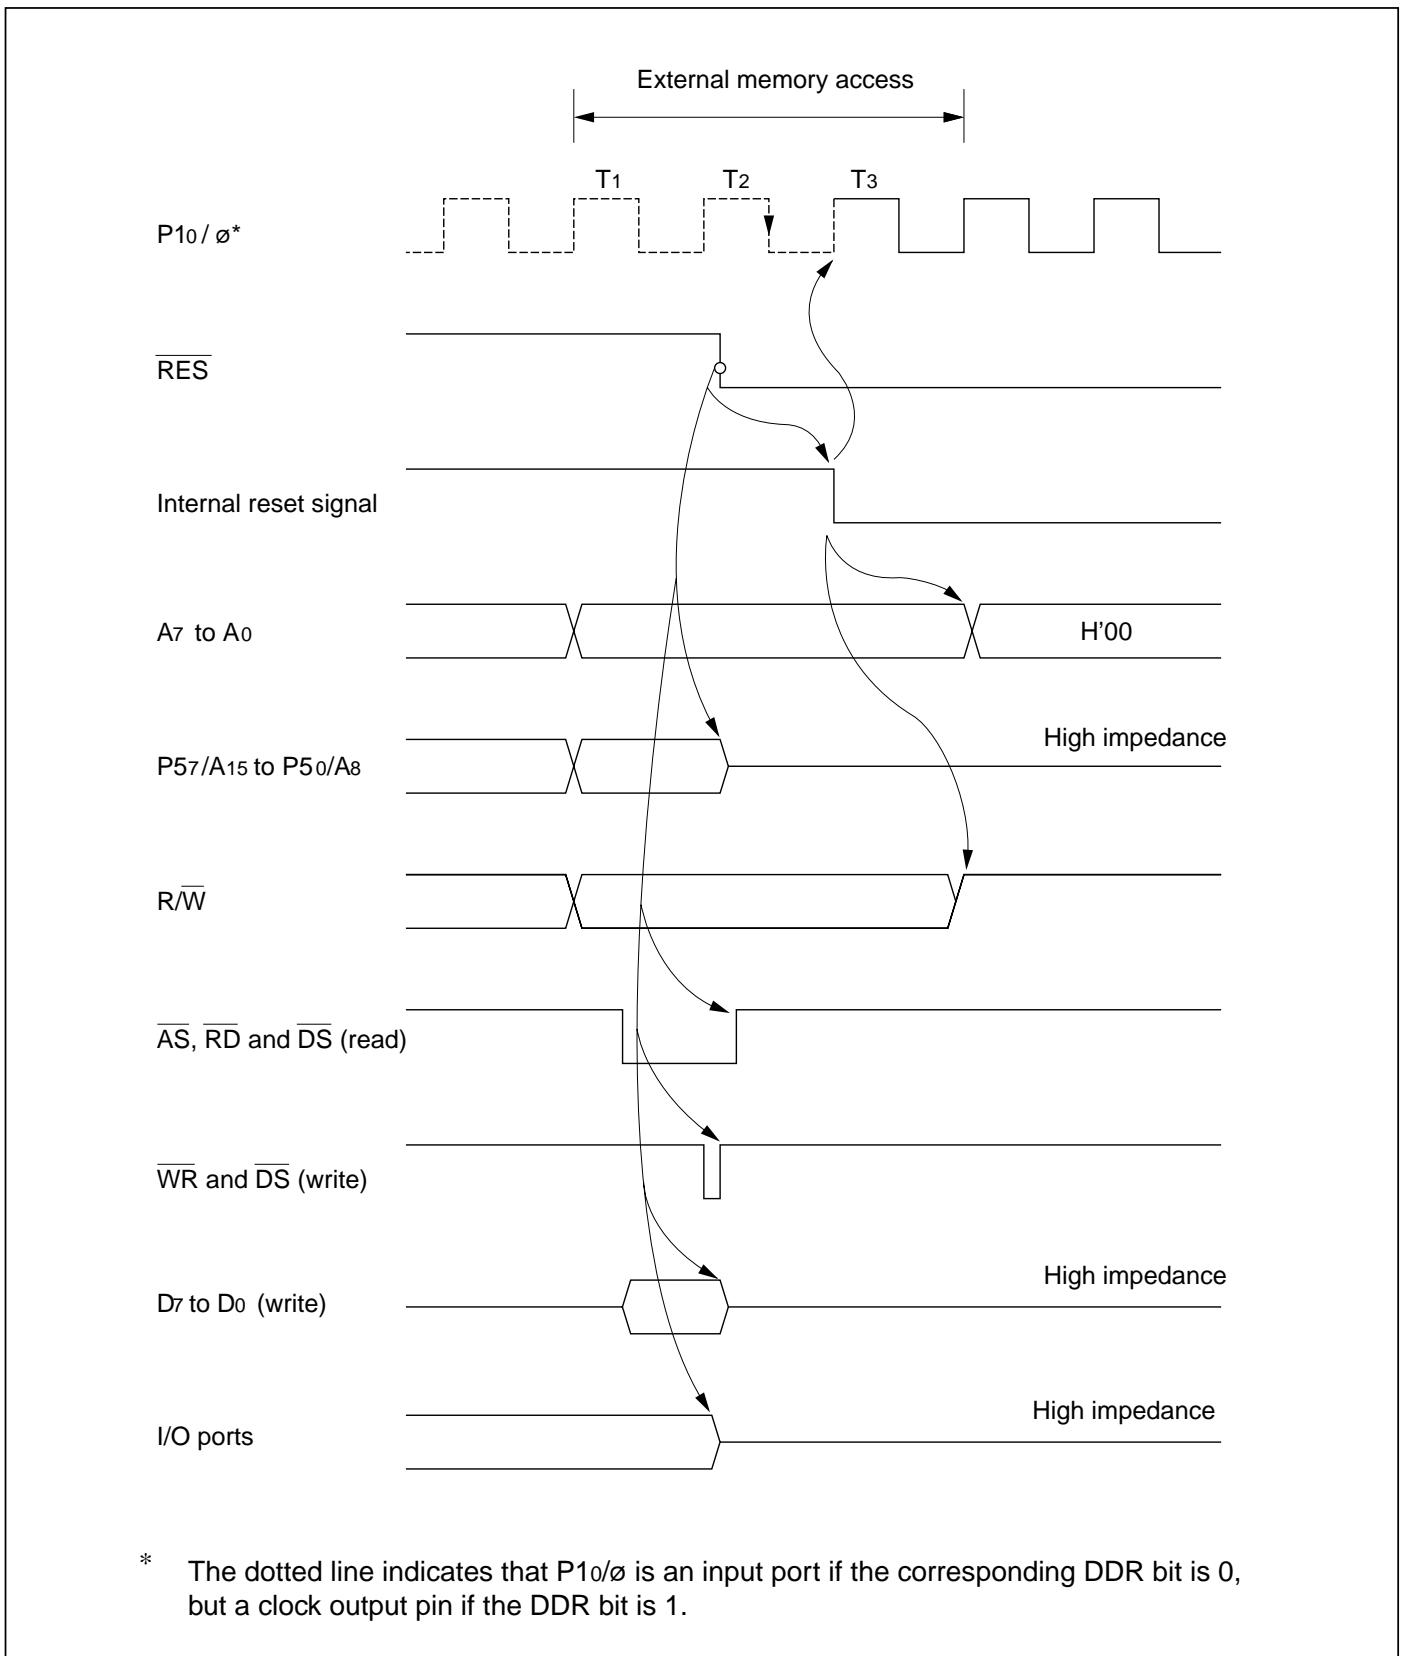 External memory access
T1 T2 T3
P10 / ø*
RES
Internal reset signal
A7 to A0
H’00
High impedance
P57/A15 to P50/A8
R/W
AS, RD and DS (read)
WR and DS (write)
High impedance
D7 to D0 (write)
High impedance
I/O ports
* The dotted line indicates that P10/ø is an input port if the corresponding DDR bit is 0,
but a clock output pin if the DDR bit is 1.